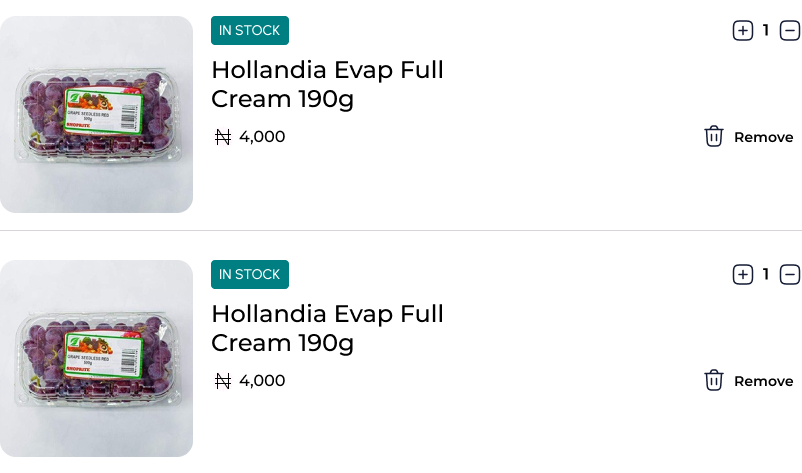 IN STOCK
+ 1 −
Hollandia Evap Full
Cream 190g
₦ 4,000
Remove
GRAPE SEEDLESS RED
500g
SHOPRITE
IN STOCK
+ 1 −
Hollandia Evap Full
Cream 190g
₦ 4,000
Remove
GRAPE SEEDLESS RED
500g
SHOPRITE